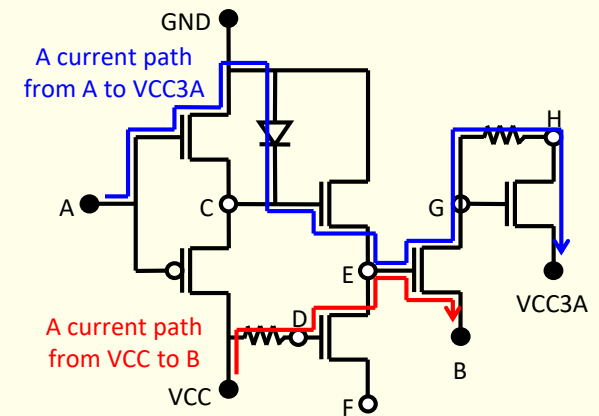 GND
A current path
from A to VCC3A
H
A
C
G
E
VCC3A
D
A current path
from VCC to B
B
VCC
F